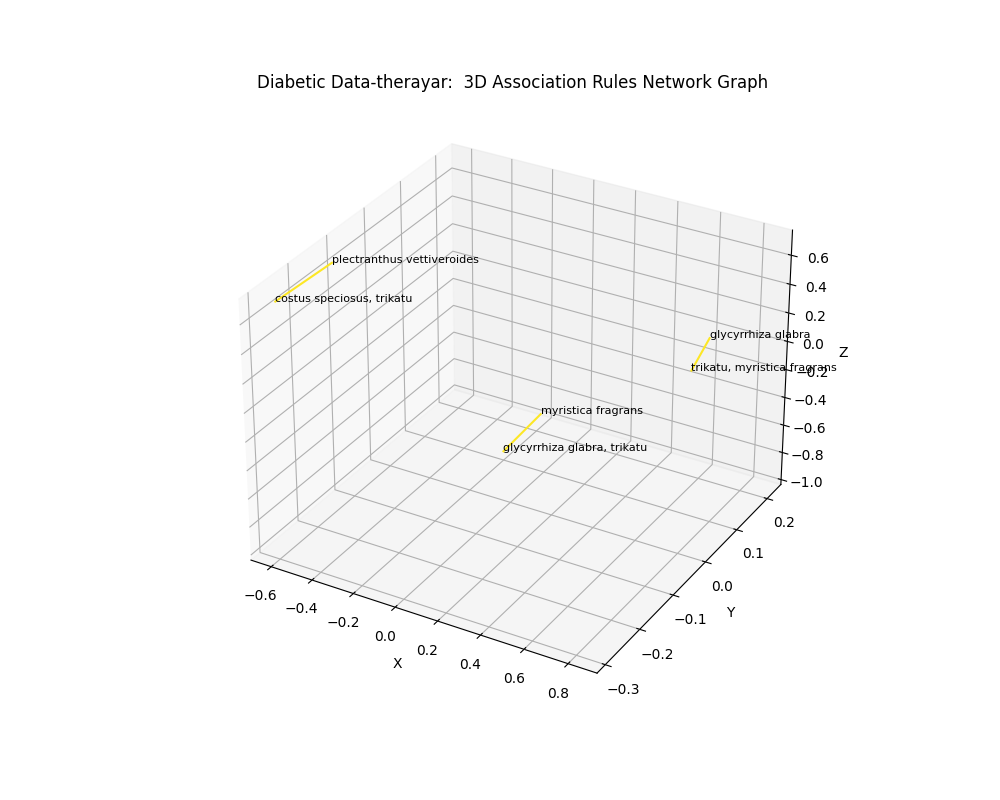 Diabetic Data-therayar:  3D Association Rules Network Graph
plectranthus vettiveroides
costus speciosus, trikatu
glycyrrhiza glabra
trikatu, myristica fragrans
myristica fragrans
glycyrrhiza glabra, trikatu
0.6
0.4
0.2
0.0
−0.2
−0.4
−0.6
−0.8
−1.0
Z
0.2
0.1
0.0
−0.1
−0.2
−0.3
Y
−0.6
−0.4
−0.2
0.0
0.2
0.4
0.6
0.8
X